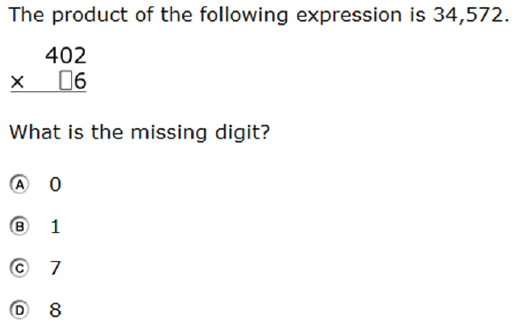 The product of the following expression is 34,572.
402
× □6
What is the missing digit?
A 0
B 1
C 7
D 8